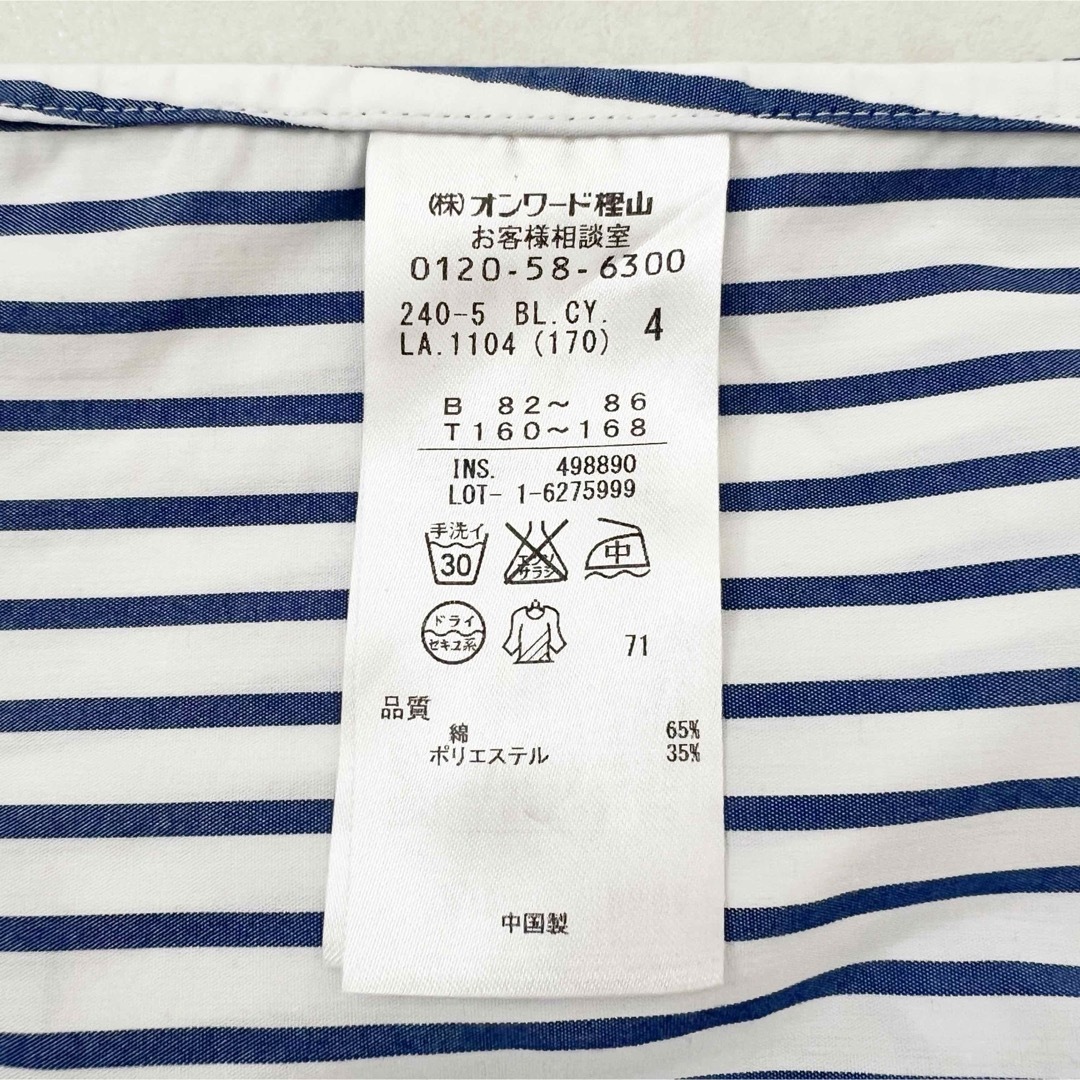 (株)オンワード樫山
お客様相談室
0120-58-6300
240-5 BL.CY. 4
LA.1104 (170)
B 82〜 86
T160〜168
INS. 498890
LOT- 1-6275999
手洗イ
30
エンソ
サラシ
中
ドライ
セキユ系
71
品質
綿 65%
ポリエステル 35%
中国製